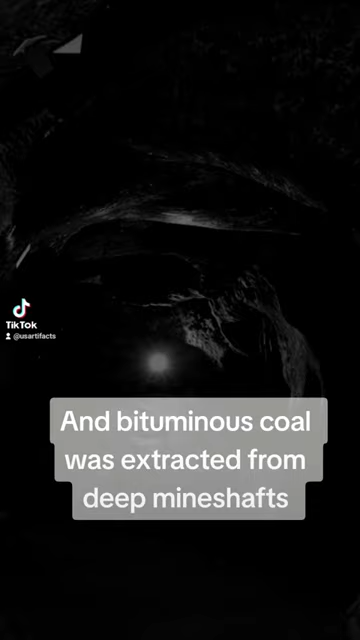 TikTok
@usartifacts
And bituminous coal
was extracted from
deep mineshafts